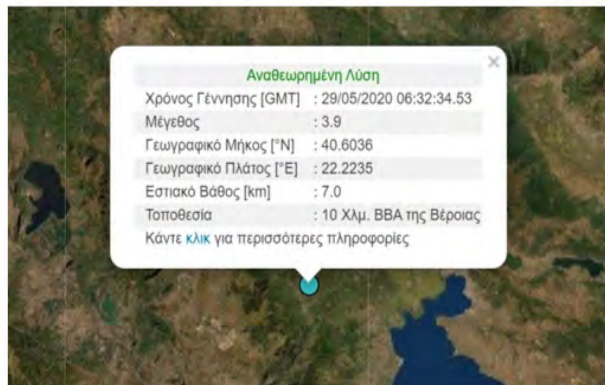 Αναθεωρημένη Λύση
Χρόνος Γέννησης [GMT] : 29/05/2020 06:32:34.53
Μέγεθος : 3.9
Γεωγραφικό Μήκος [°N] : 40.6036
Γεωγραφικό Πλάτος [°E] : 22.2235
Εστιακό Βάθος [km] : 7.0
Τοποθεσία : 10 Χλμ. ΒΒΑ της Βέροιας
Κάντε κλικ για περισσότερες πληροφορίες